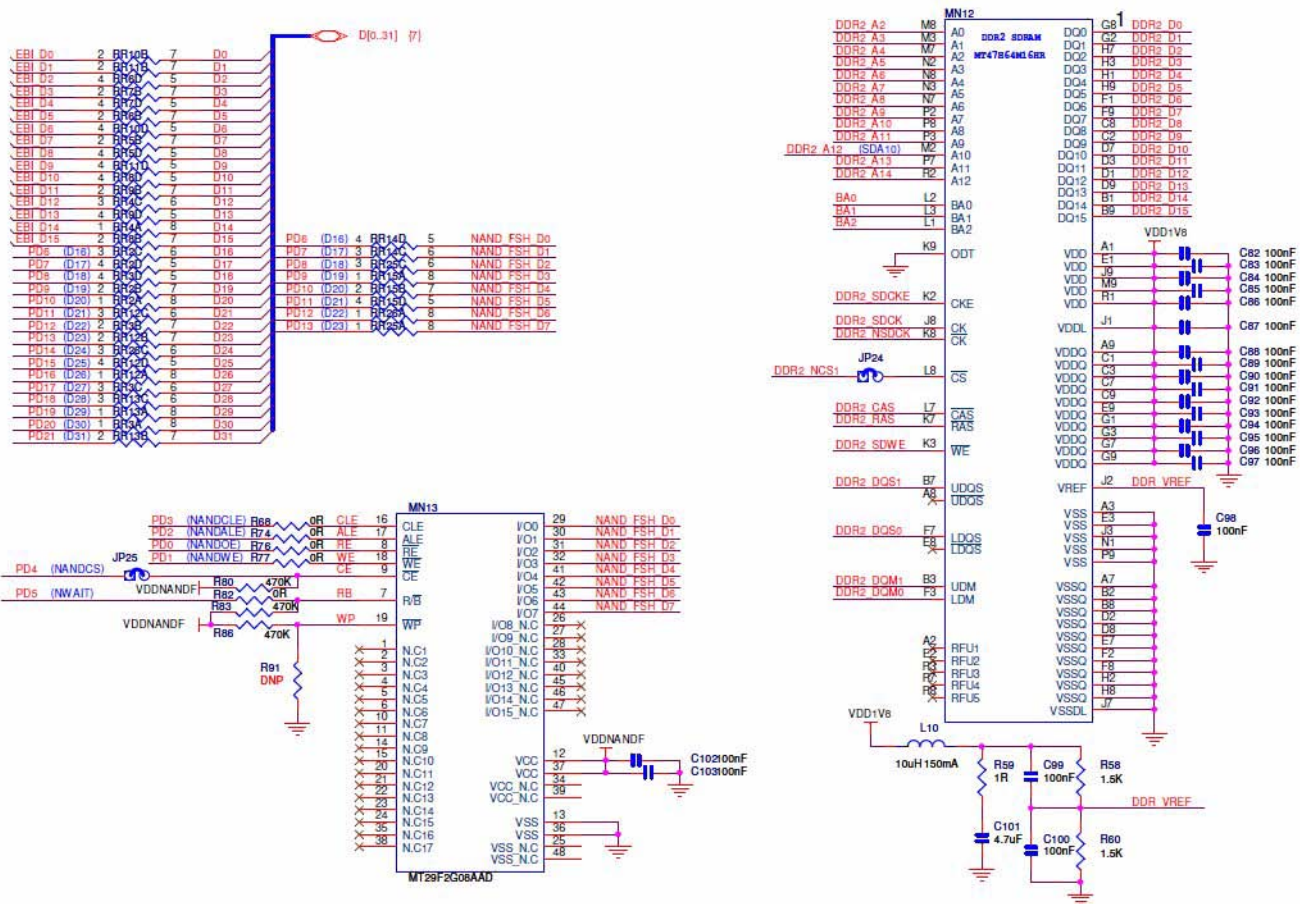 D[0..31] {7}
EBI_D0 2 RR10B 7 D0
EBI_D1 2 RR11B 7 D1
EBI_D2 4 5 D2
EBI_D3 2 RR7B 7 D3
EBI_D4 4 RR7D 5 D4
EBI_D5 2 7 D5
EBI_D6 4 RR10D 5 D6
EBI_D7 2 RR5B 7 D7
EBI_D8 4 RR5D 5 D8
EBI_D9 4 RR11D 5 D9
EBI_D10 4 5 D10
EBI_D11 2 RR9B 7 D11
EBI_D12 3 RR4C 6 D12
EBI_D13 4 RR9D 5 D13
EBI_D14 1 RR4A 8 D14
EBI_D15 2 7 D15
PD6 (D16) 3 RR2C 6 D16
PD7 (D17) 4 RR2D 5 D17
PD8 (D18) 4 RR3D 5 D18
PD9 (D19) 2 RR2B 7 D19
PD10 (D20) 1 RR2A 8 D20
PD11 (D21) 3 RR12C 6 D21
PD12 (D22) 2 RR3B 7 D22
PD13 (D23) 2 RR12B 7 D23
PD14 (D24) 3 6 D24
PD15 (D25) 4 RR12D 5 D25
PD16 (D26) 1 RR12A 8 D26
PD17 (D27) 3 RR3C 6 D27
PD18 (D28) 3 RR13C 6 D28
PD19 (D29) 1 RR13A 8 D29
PD20 (D30) 1 RR3A 8 D30
PD21 (D31) 2 RR13B 7 D31
PD6 (D16) 4 RR14D 5 NAND_FSH_D0
PD7 (D17) 3 RR14C 6 NAND_FSH_D1
PD8 (D18) 3 RR25C 6 NAND_FSH_D2
PD9 (D19) 1 RR15A 8 NAND_FSH_D3
PD10 (D20) 2 RR15B 7 NAND_FSH_D4
PD11 (D21) 4 RR15D 5 NAND_FSH_D5
PD12 (D22) 1 RR26A 8 NAND_FSH_D6
PD13 (D23) 1 RR25A 8 NAND_FSH_D7
MN13
PD3 (NANDCLE) R68 0R CLE 16 CLE
PD2 (NANDALE) R74 0R ALE 17 ALE
PD0 (NANDOE) R76 0R RE 8 RE
PD1 (NANDWE) R77 0R WE 18 WE
JP25
PD4 (NANDCS) CE 9 CE
VDDNANDF R80 470K
PD5 (NWAIT) R82 0R RB 7 R/B
R83 470K
VDDNANDF R86 470K WP 19 WP
R91
DNP
1 N.C1
2 N.C2
3 N.C3
4 N.C4
5 N.C5
6 N.C6
10 N.C7
11 N.C8
14 N.C9
15 N.C10
20 N.C11
21 N.C12
22 N.C13
23 N.C14
24 N.C15
35 N.C16
38 N.C17
I/O0 29 NAND_FSH_D0
I/O1 30 NAND_FSH_D1
I/O2 31 NAND_FSH_D2
I/O3 32 NAND_FSH_D3
I/O4 41 NAND_FSH_D4
I/O5 42 NAND_FSH_D5
I/O6 43 NAND_FSH_D6
I/O7 44 NAND_FSH_D7
I/O8_N.C 26
I/O9_N.C 27
I/O10_N.C 28
I/O11_N.C 33
I/O12_N.C 40
I/O13_N.C 45
I/O14_N.C 46
I/O15_N.C 47
VDDNANDF
VCC 12 C102 100nF
VCC 37 C103 100nF
VCC_N.C 34
VCC_N.C 39
VSS 13
VSS 36
VSS_N.C 25
VSS_N.C 48
MT29F2G08AAD
MN12
1
DDR2 SDRAM
MT47H64M16HR
DDR2_A2 M8 A0
DDR2_A3 M3 A1
DDR2_A4 M7 A2
DDR2_A5 N2 A3
DDR2_A6 N8 A4
DDR2_A7 N3 A5
DDR2_A8 N7 A6
DDR2_A9 P2 A7
DDR2_A10 P8 A8
DDR2_A11 P3 A9
DDR2_A12 (SDA10) M2 A10
DDR2_A13 P7 A11
DDR2_A14 R2 A12
BA0 L2 BA0
BA1 L3 BA1
BA2 L1 BA2
K9 ODT
DDR2_SDCKE K2 CKE
DDR2_SDCK J8 CK
DDR2_NSDCK K8 CK
JP24
DDR2_NCS1 L8 CS
DDR2_CAS L7 CAS
DDR2_RAS K7 RAS
DDR2_SDWE K3 WE
DDR2_DQS1 B7 UDQS
A8 UDQS
DDR2_DQS0 F7 LDQS
E8 LDQS
DDR2_DQM1 B3 UDM
DDR2_DQM0 F3 LDM
A2 RFU1
E2 RFU2
R3 RFU3
R7 RFU4
R8 RFU5
DQ0 G8 DDR2_D0
DQ1 G2 DDR2_D1
DQ2 H7 DDR2_D2
DQ3 H3 DDR2_D3
DQ4 H1 DDR2_D4
DQ5 H9 DDR2_D5
DQ6 F1 DDR2_D6
DQ7 F9 DDR2_D7
DQ8 C8 DDR2_D8
DQ9 C2 DDR2_D9
DQ10 D7 DDR2_D10
DQ11 D3 DDR2_D11
DQ12 D1 DDR2_D12
DQ13 D9 DDR2_D13
DQ14 B1 DDR2_D14
DQ15 B9 DDR2_D15
VDD1V8
VDD A1 C82 100nF
VDD E1 C83 100nF
VDD J9 C84 100nF
VDD M9 C85 100nF
VDD R1 C86 100nF
VDDL J1 C87 100nF
VDDQ A9 C88 100nF
VDDQ C1 C89 100nF
VDDQ C3 C90 100nF
VDDQ C7 C91 100nF
VDDQ C9 C92 100nF
VDDQ E9 C93 100nF
VDDQ G1 C94 100nF
VDDQ G3 C95 100nF
VDDQ G7 C96 100nF
VDDQ G9 C97 100nF
VREF J2 DDR_VREF
C98
100nF
VSS A3
VSS E3
VSS J3
VSS N1
VSS P9
VSSQ A7
VSSQ B2
VSSQ B8
VSSQ D2
VSSQ D8
VSSQ E7
VSSQ F2
VSSQ F8
VSSQ H2
VSSQ H8
VSSDL J7
VDD1V8
L10
10uH 150mA
R59
1R
C99
100nF
R58
1.5K
DDR_VREF
C101
4.7uF
C100
100nF
R60
1.5K